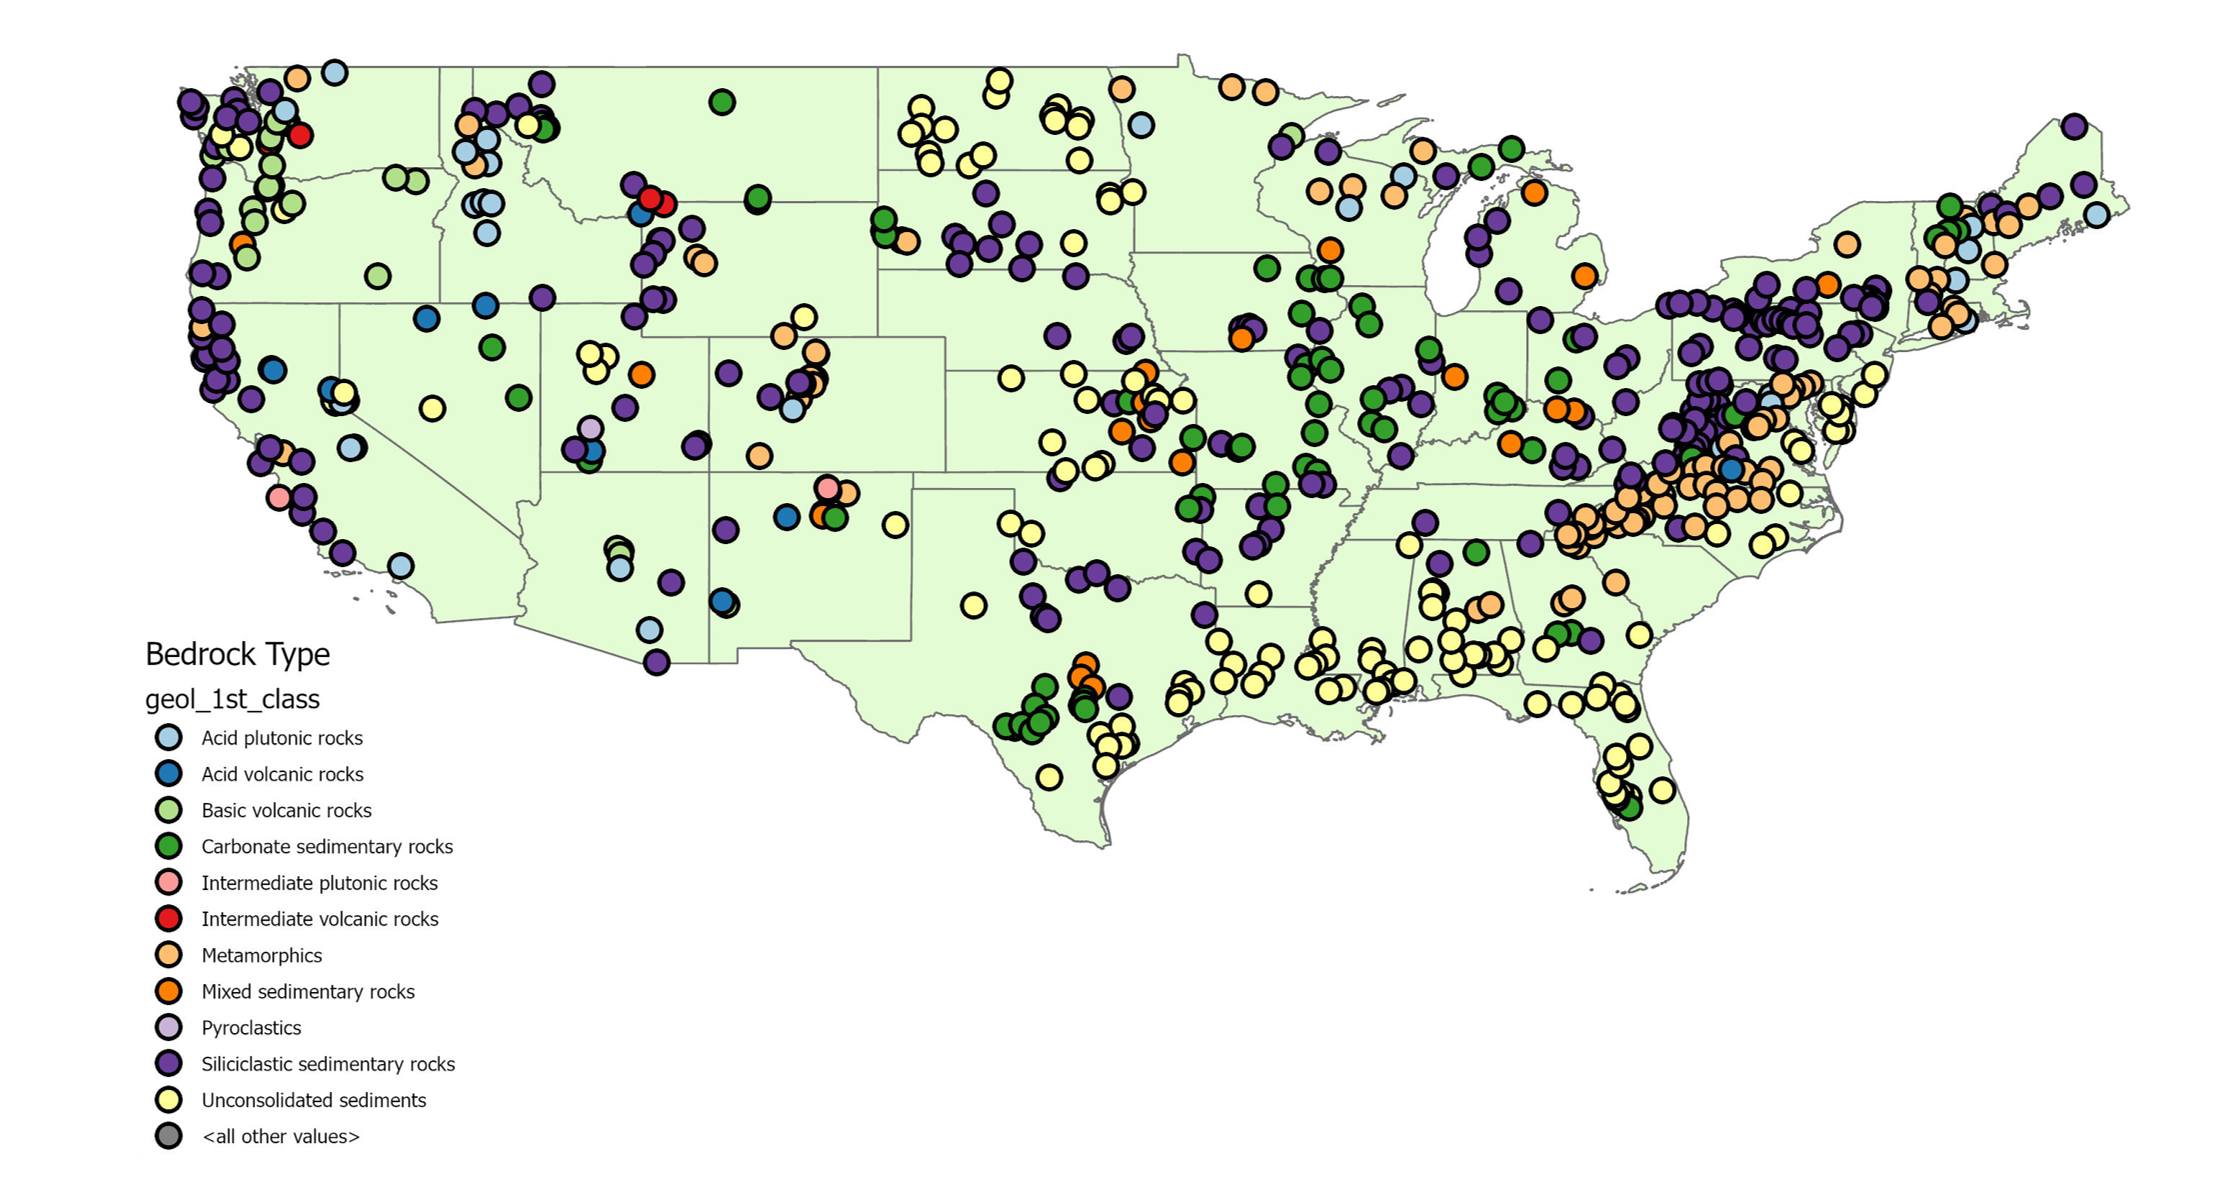 Bedrock Type
geol_1st_class
Acid plutonic rocks
Acid volcanic rocks
Basic volcanic rocks
Carbonate sedimentary rocks
Intermediate plutonic rocks
Intermediate volcanic rocks
Metamorphics
Mixed sedimentary rocks
Pyroclastics
Siliciclastic sedimentary rocks
Unconsolidated sediments
<all other values>